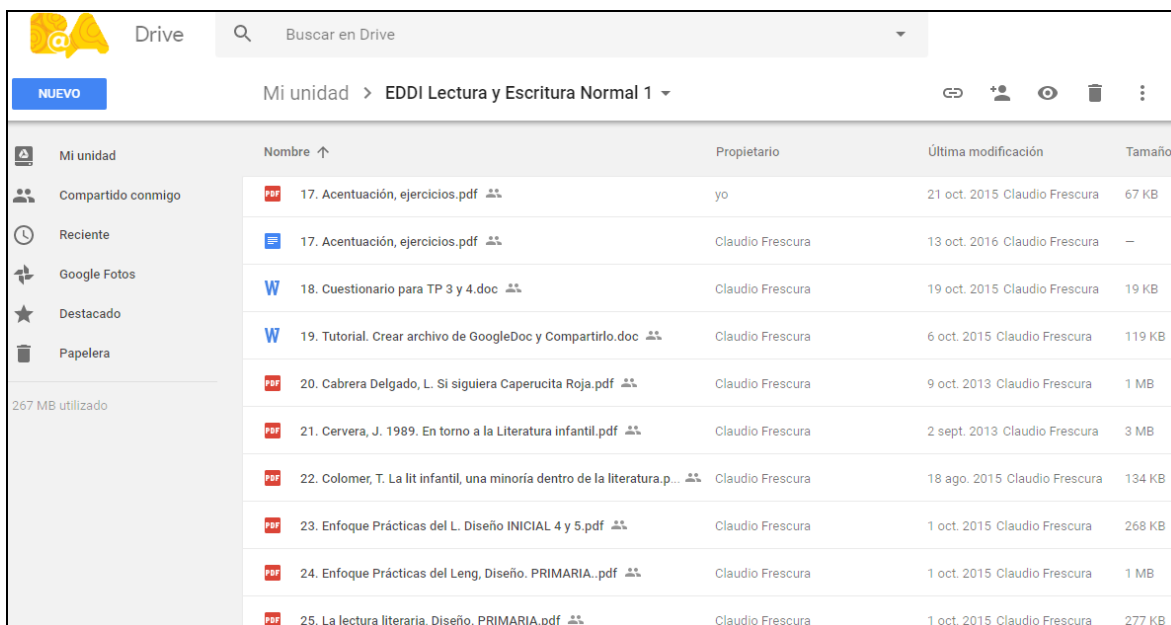 B@A Drive Buscar en Drive
NUEVO Mi unidad > EDDI Lectura y Escritura Normal 1
Mi unidad
Compartido conmigo
Reciente
Google Fotos
Destacado
Papelera
267 MB utilizado
Nombre Propietario Última modificación Tamaño
PDF 17. Acentuación, ejercicios.pdf yo 21 oct. 2015 Claudio Frescura 67 KB
17. Acentuación, ejercicios.pdf Claudio Frescura 13 oct. 2016 Claudio Frescura —
W 18. Cuestionario para TP 3 y 4.doc Claudio Frescura 19 oct. 2015 Claudio Frescura 19 KB
W 19. Tutorial. Crear archivo de GoogleDoc y Compartirlo.doc Claudio Frescura 6 oct. 2015 Claudio Frescura 119 KB
PDF 20. Cabrera Delgado, L. Si siguiera Caperucita Roja.pdf Claudio Frescura 9 oct. 2013 Claudio Frescura 1 MB
PDF 21. Cervera, J. 1989. En torno a la Literatura infantil.pdf Claudio Frescura 2 sept. 2013 Claudio Frescura 3 MB
PDF 22. Colomer, T. La lit infantil, una minoría dentro de la literatura.p... Claudio Frescura 18 ago. 2015 Claudio Frescura 134 KB
PDF 23. Enfoque Prácticas del L. Diseño INICIAL 4 y 5.pdf Claudio Frescura 1 oct. 2015 Claudio Frescura 268 KB
PDF 24. Enfoque Prácticas del Leng, Diseño. PRIMARIA..pdf Claudio Frescura 1 oct. 2015 Claudio Frescura 1 MB
PDF 25. La lectura literaria. Diseño. PRIMARIA.pdf Claudio Frescura 1 oct. 2015 Claudio Frescura 277 KB